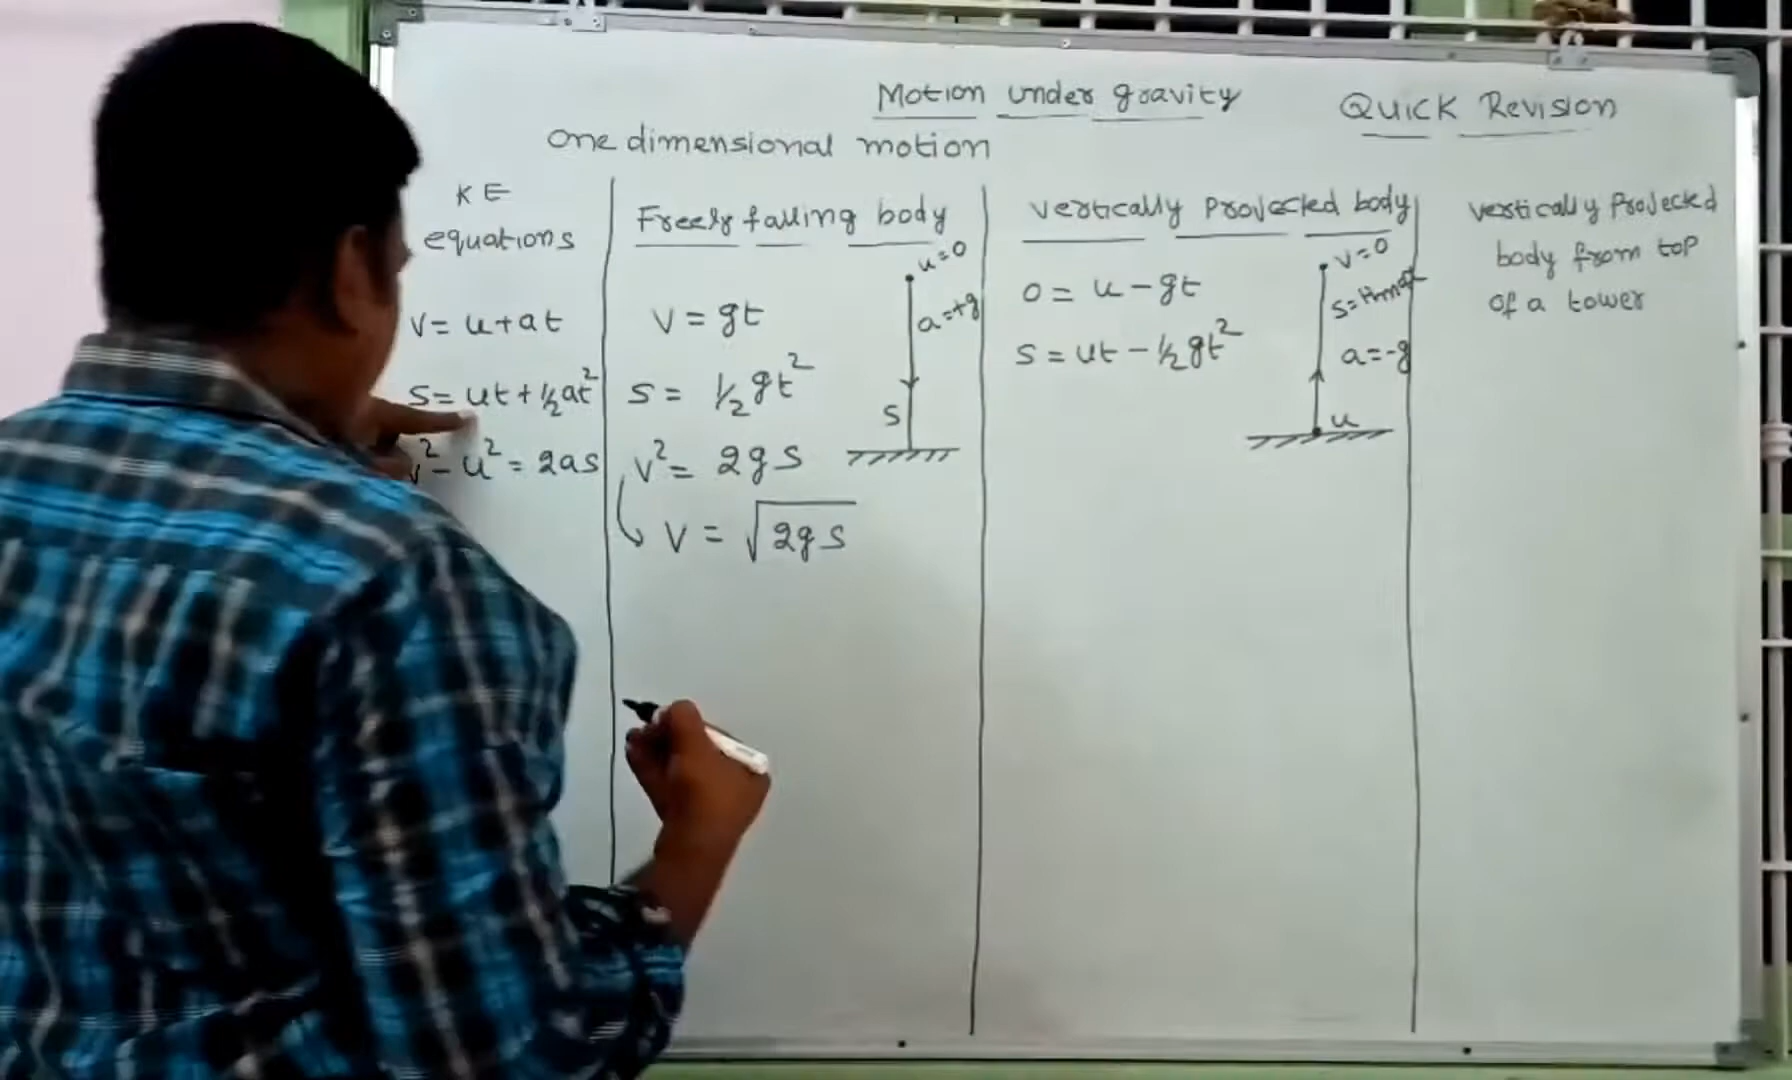 Motion under gravity
Quick Revision
One dimensional motion
KE
equations
V = u + at
S = ut + ½at²
v² - u² = 2as
Freely falling body
u=0
a=+g
S
V = gt
S = ½gt²
V² = 2gs
V = √2gs
Vertically Projected body
V=0
a=-g
u
0 = u - gt
S = ut - ½gt²
Vertically Projected
body from top
of a tower